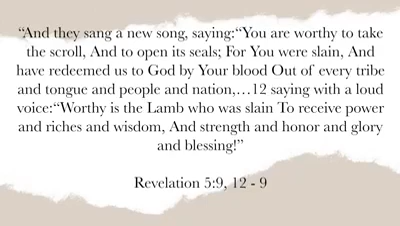 “And they sang a new song, saying:“You are worthy to take
the scroll, And to open its seals; For You were slain, And
have redeemed us to God by Your blood Out of every tribe
and tongue and people and nation,…12 saying with a loud
voice:“Worthy is the Lamb who was slain To receive power
and riches and wisdom, And strength and honor and glory
and blessing!”
Revelation 5:9, 12 - 9